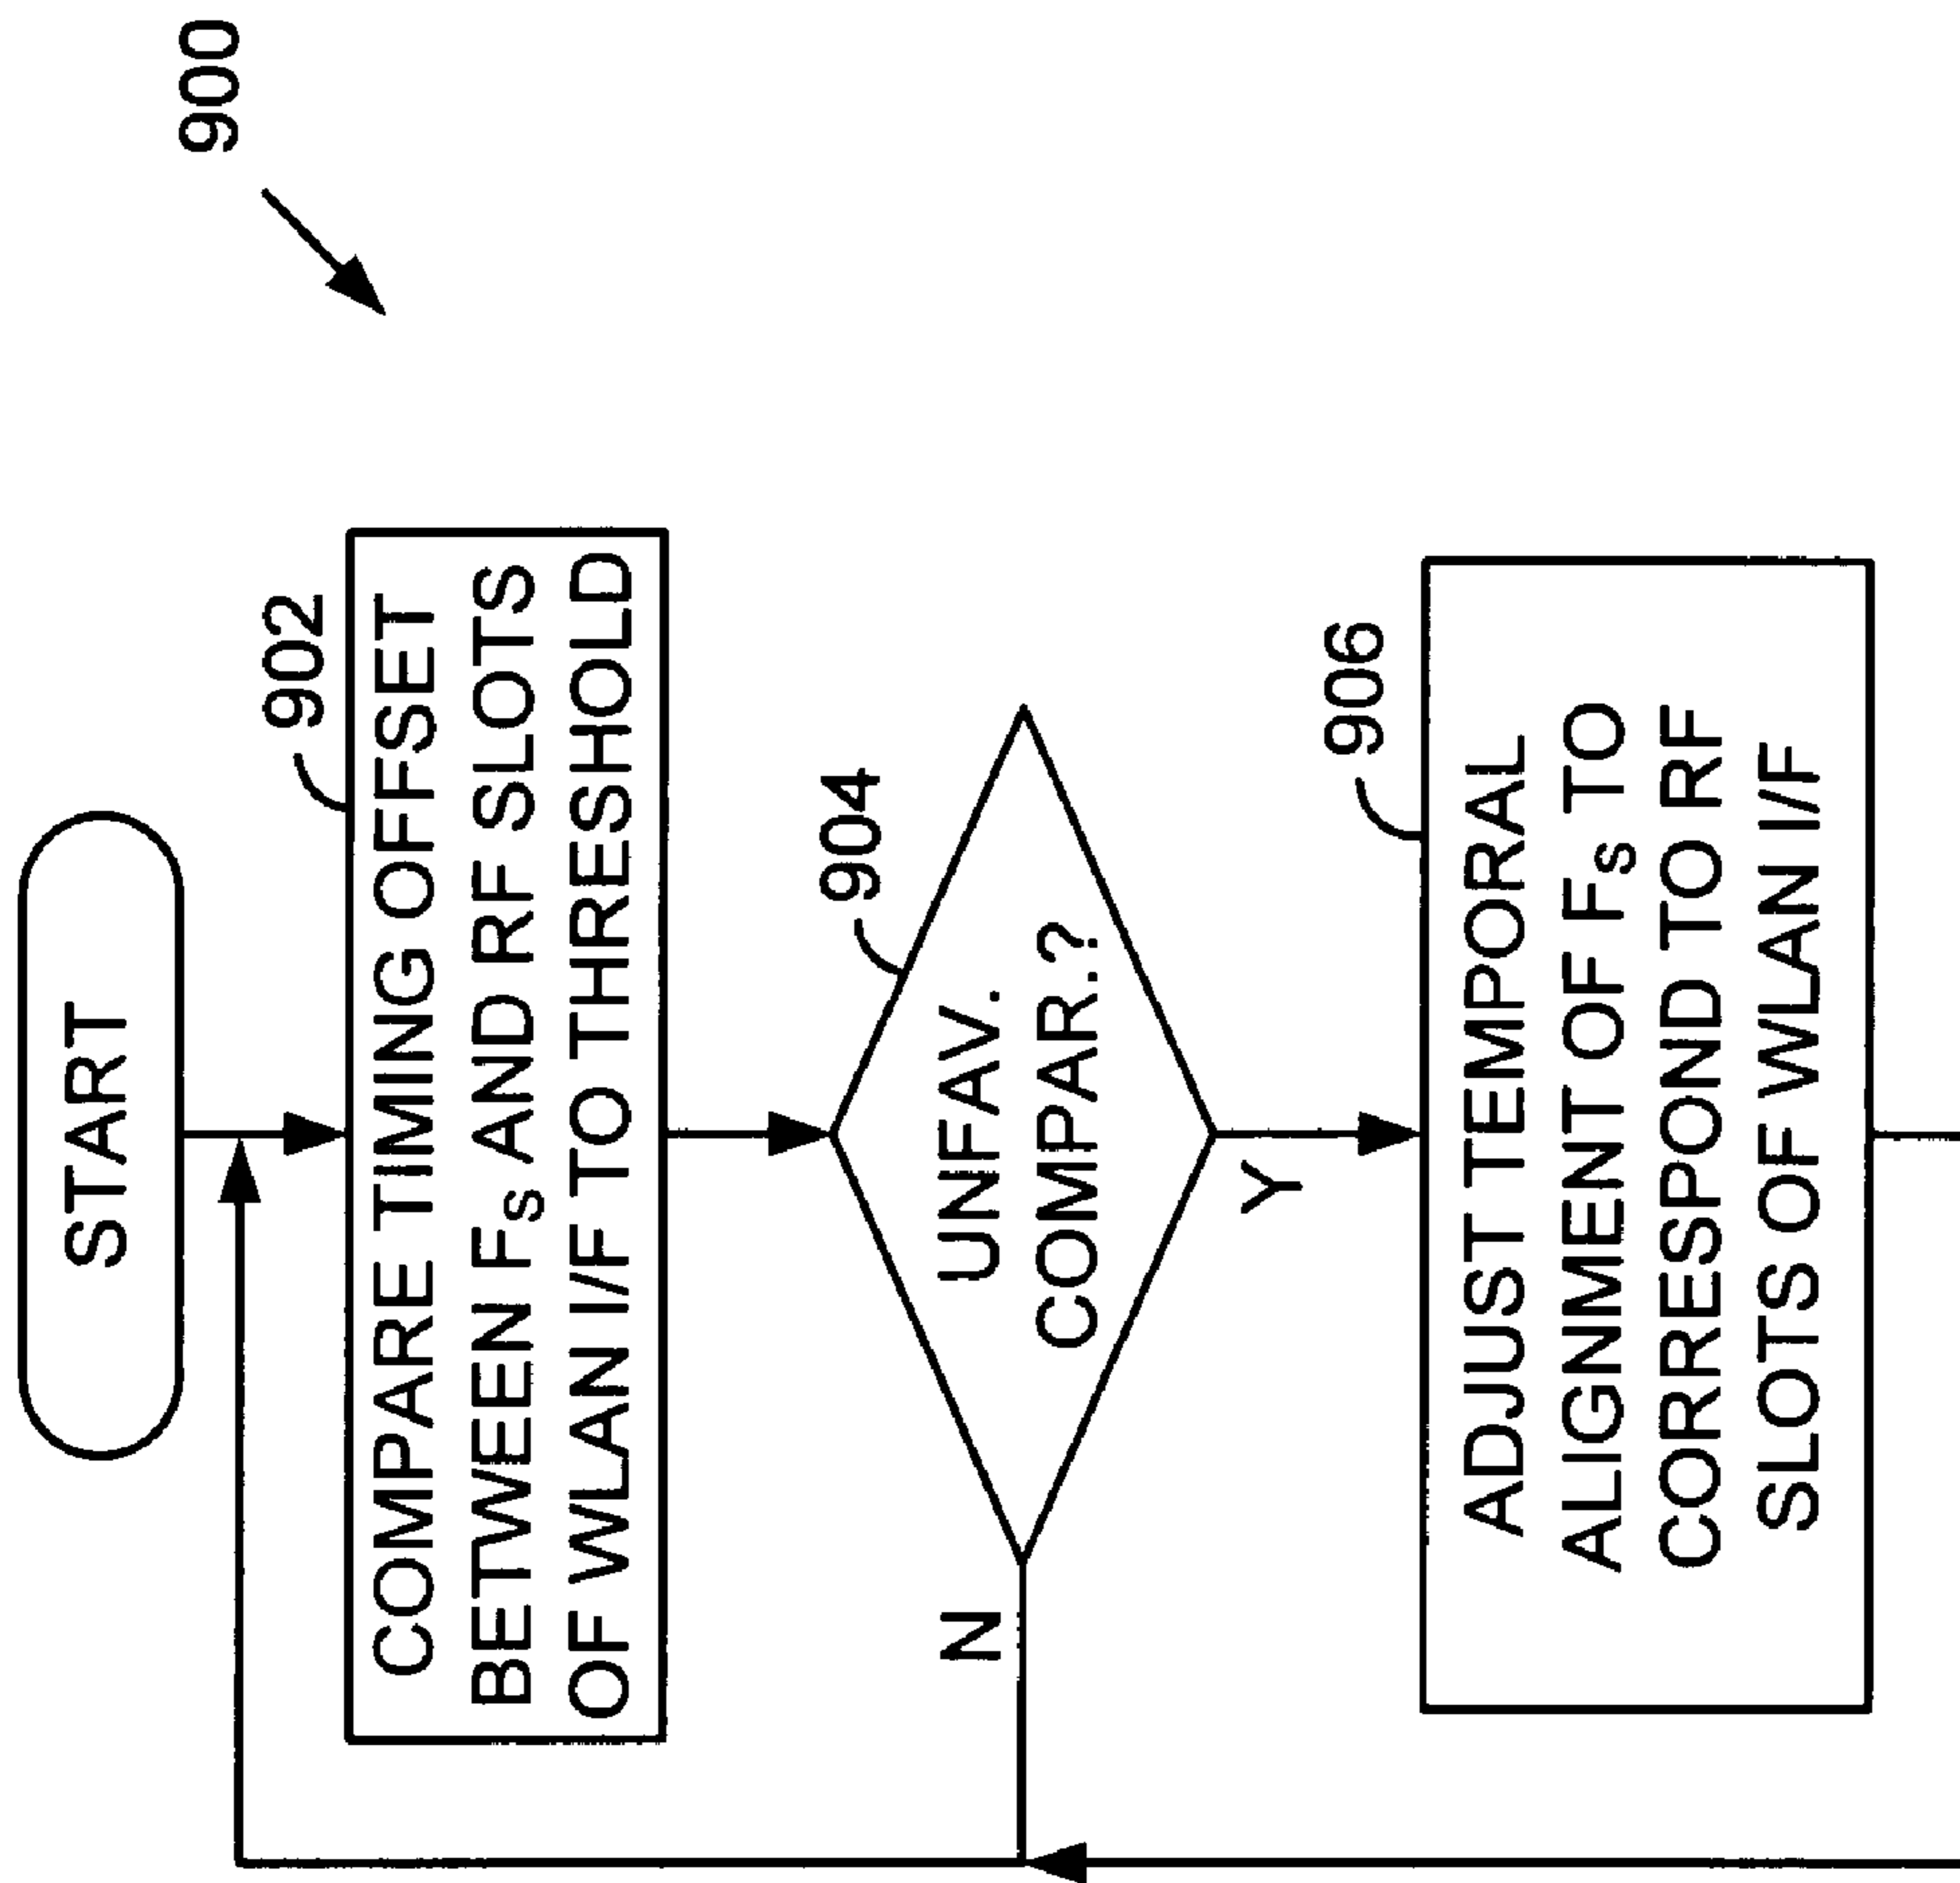 900
START
902
COMPARE TIMING OFFSET
BETWEEN Fs AND RF SLOTS
OF WLAN I/F TO THRESHOLD
904
UNFAV.
COMPAR.?
N
Y
906
ADJUST TEMPORAL
ALIGNMENT OF Fs TO
CORRESPOND TO RF
SLOTS OF WLAN I/F